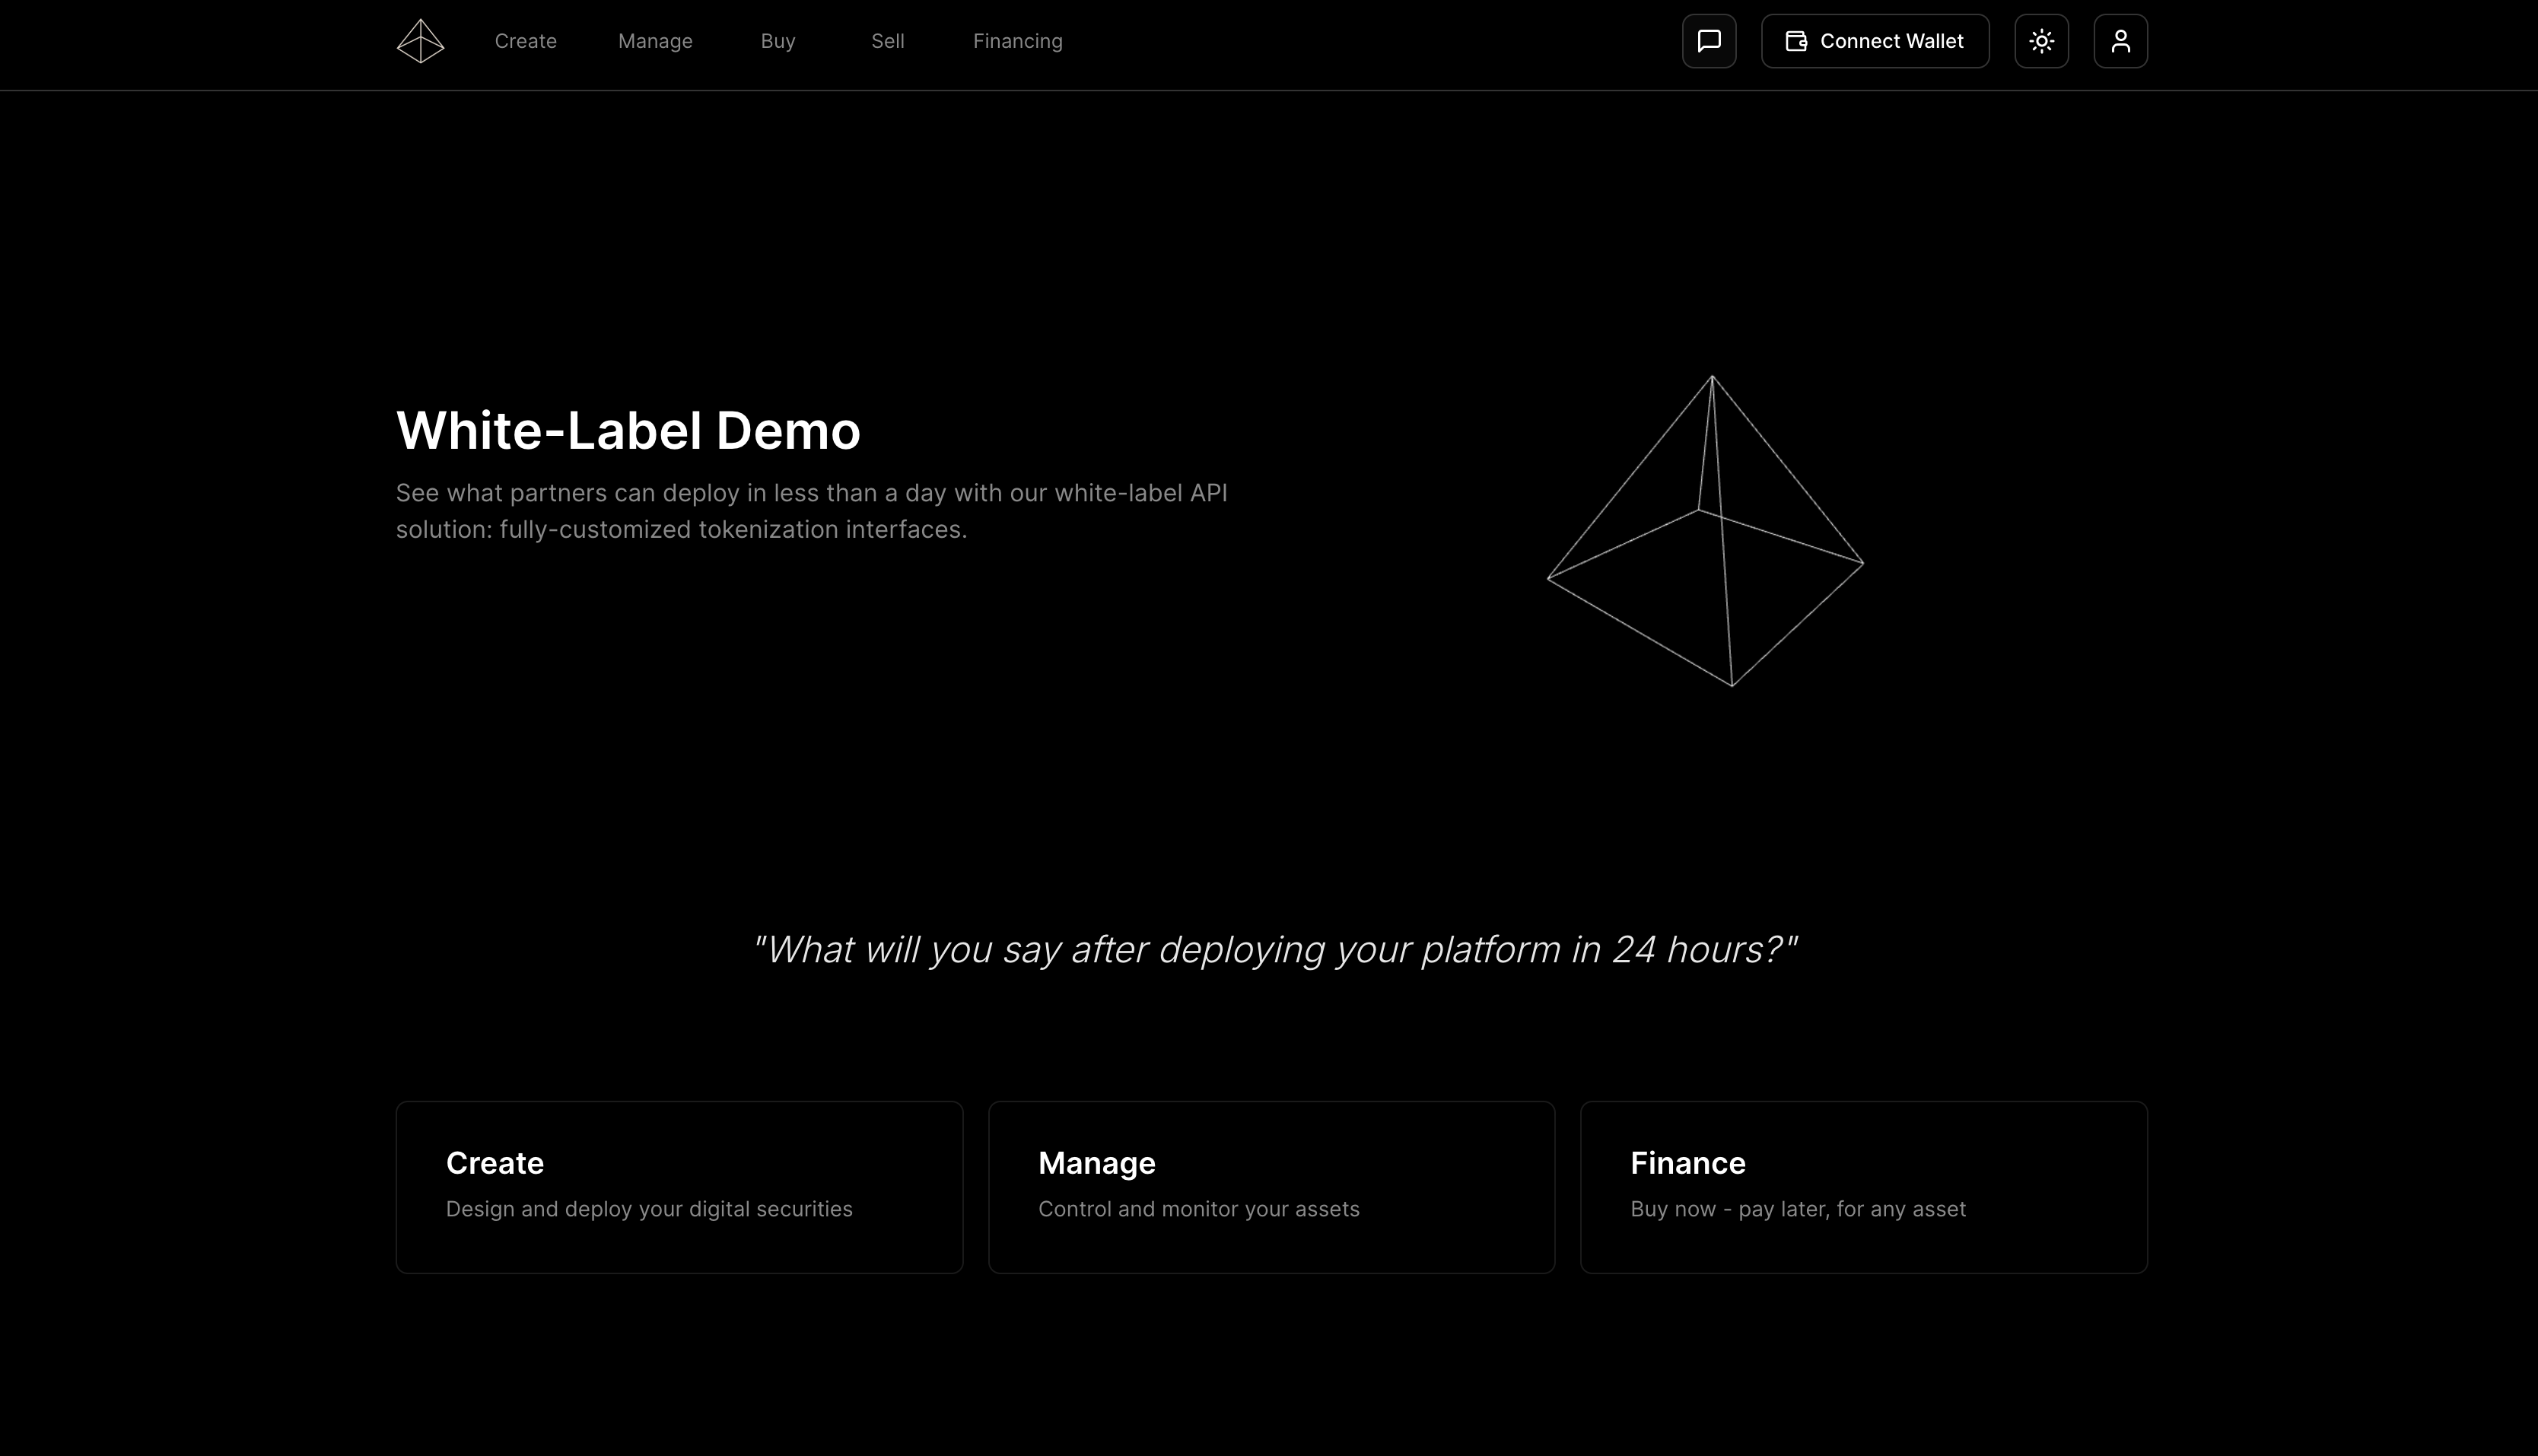 Create
Manage
Buy
Sell
Financing
Connect Wallet
White-Label Demo
See what partners can deploy in less than a day with our white-label API
solution: fully-customized tokenization interfaces.
"What will you say after deploying your platform in 24 hours?"
Create
Design and deploy your digital securities
Manage
Control and monitor your assets
Finance
Buy now - pay later, for any asset